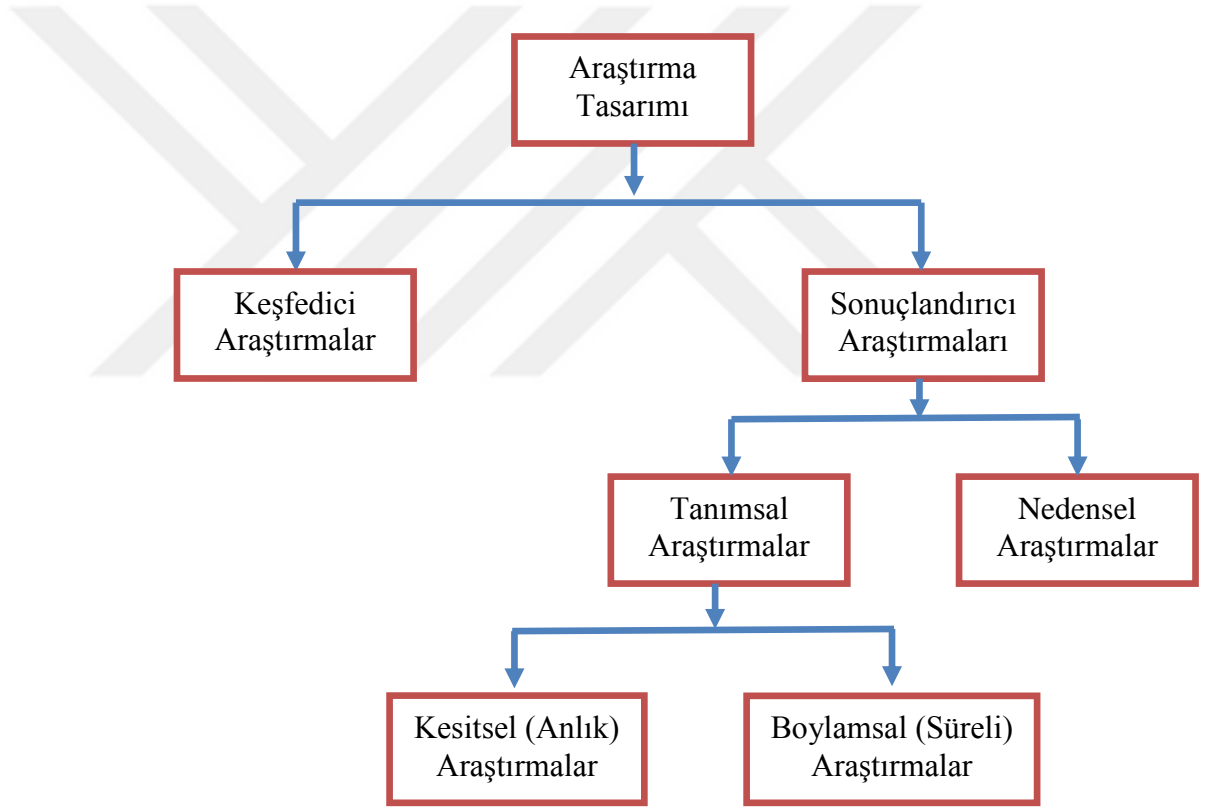 Araştırma
Tasarımı
Keşfedici
Araştırmalar
Sonuçlandırıcı
Araştırmaları
Tanımsal
Araştırmalar
Nedensel
Araştırmalar
Kesitsel (Anlık)
Araştırmalar
Boylamsal (Süreli)
Araştırmalar